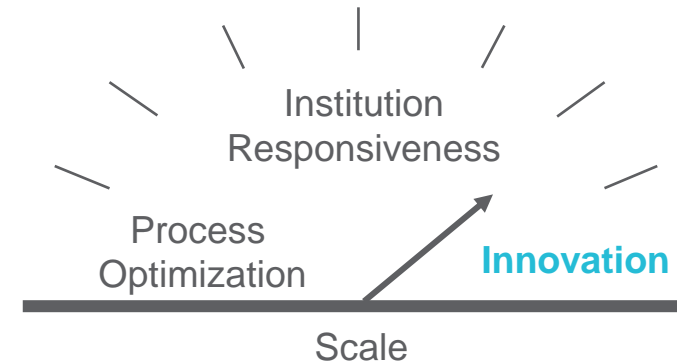 Institution
Responsiveness
Process
Optimization
Innovation
Scale